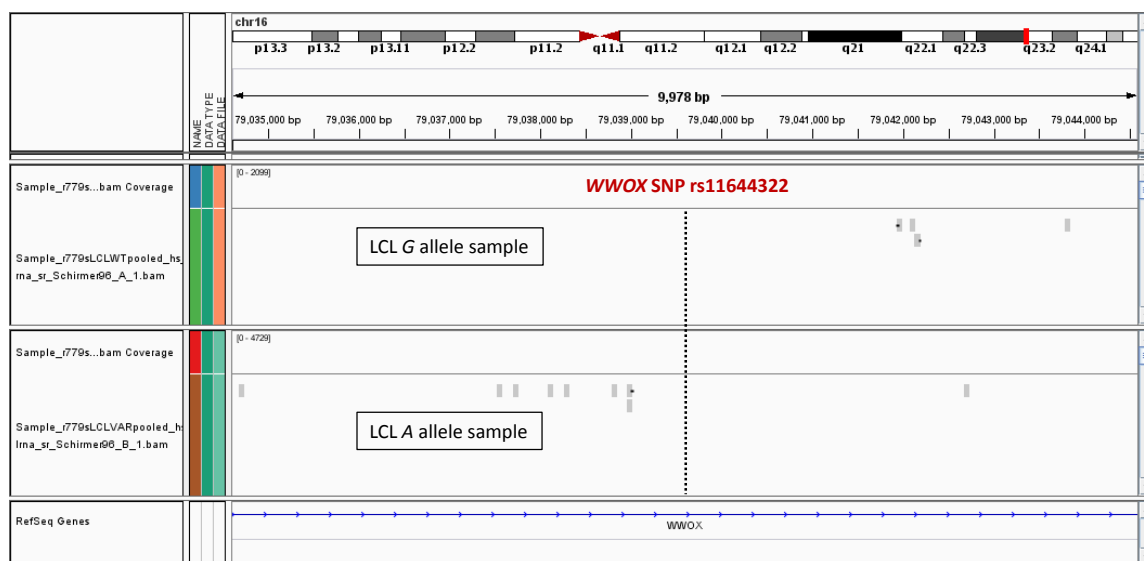 chr16
p13.3 p13.2 p13.11 p12.2 p11.2 q11.1 q11.2 q12.1 q12.2 q21 q22.1 q22.3 q23.2 q24.1
9,978 bp
79,035,000 bp 79,036,000 bp 79,037,000 bp 79,038,000 bp 79,039,000 bp 79,040,000 bp 79,041,000 bp 79,042,000 bp 79,043,000 bp 79,044,000 bp
NAME
DATA TYPE
DATA FILE
Sample_r779s...bam Coverage
[0 - 2099]
WWOX SNP rs11644322
LCL G allele sample
Sample_r779sLCLWTpooled_hs_
rna_sr_Schirmer96_A_1.bam
Sample_r779s...bam Coverage
[0 - 4729]
LCL A allele sample
Sample_r779sLCLVARpooled_hs
lrna_sr_Schirmer96_B_1.bam
RefSeq Genes
WWOX